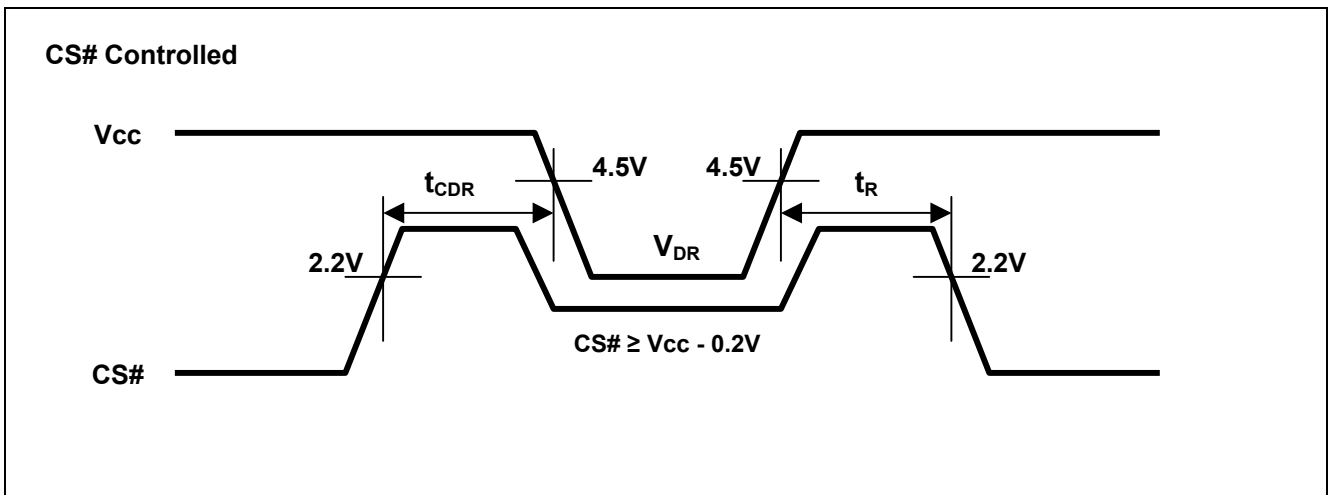 CS# Controlled
Vcc
4.5V
4.5V
tCDR
tR
VDR
2.2V
2.2V
CS# ≥ Vcc - 0.2V
CS#